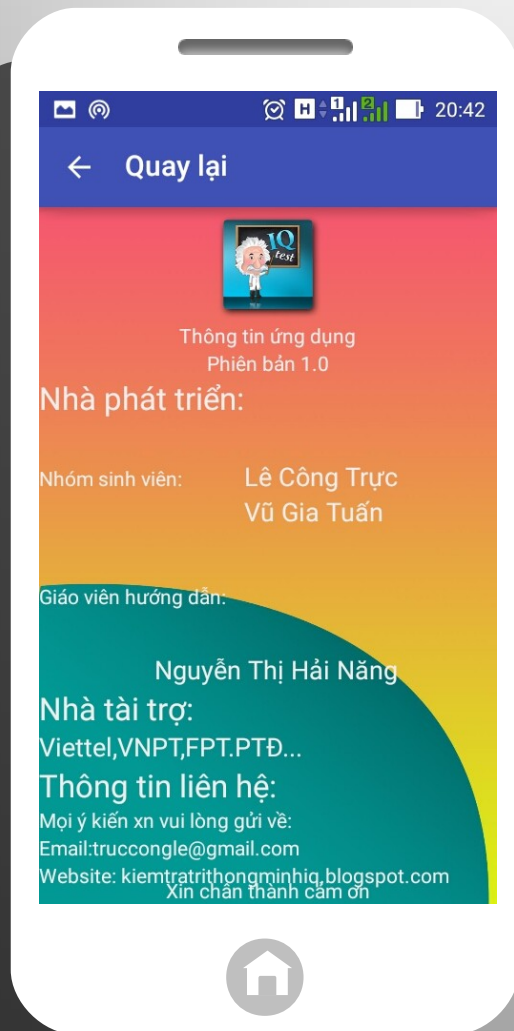 H 1 2 20:42
Quay lại
IQ
test
Thông tin ứng dụng
Phiên bản 1.0
Nhà phát triển:
Nhóm sinh viên: Lê Công Trực
Vũ Gia Tuấn
Giáo viên hướng dẫn:
Nguyễn Thị Hải Năng
Nhà tài trợ:
Viettel,VNPT,FPT.PTĐ...
Thông tin liên hệ:
Mọi ý kiến xn vui lòng gửi về:
Email:truccongle@gmail.com
Website: kiemtratrithongminhiq.blogspot.com
Xin chân thành cảm ơn